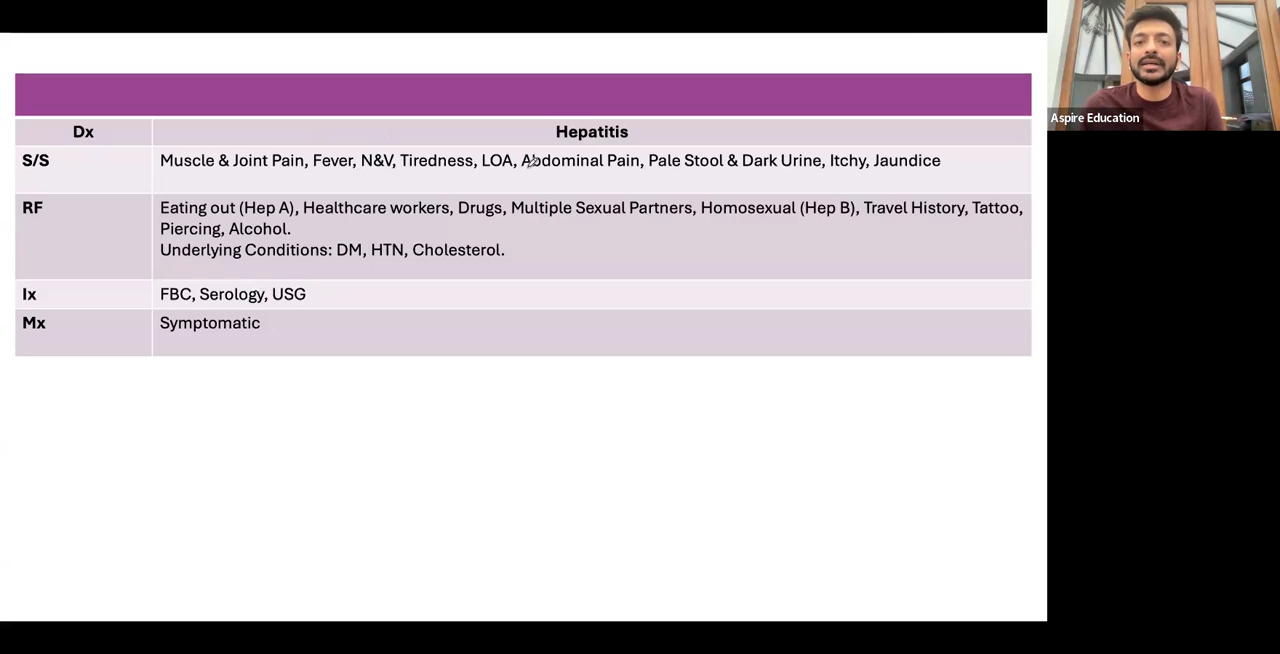 Dx Hepatitis
S/S Muscle & Joint Pain, Fever, N&V, Tiredness, LOA, Abdominal Pain, Pale Stool & Dark Urine, Itchy, Jaundice
RF Eating out (Hep A), Healthcare workers, Drugs, Multiple Sexual Partners, Homosexual (Hep B), Travel History, Tattoo,
Piercing, Alcohol.
Underlying Conditions: DM, HTN, Cholesterol.
Ix FBC, Serology, USG
Mx Symptomatic
Aspire Education